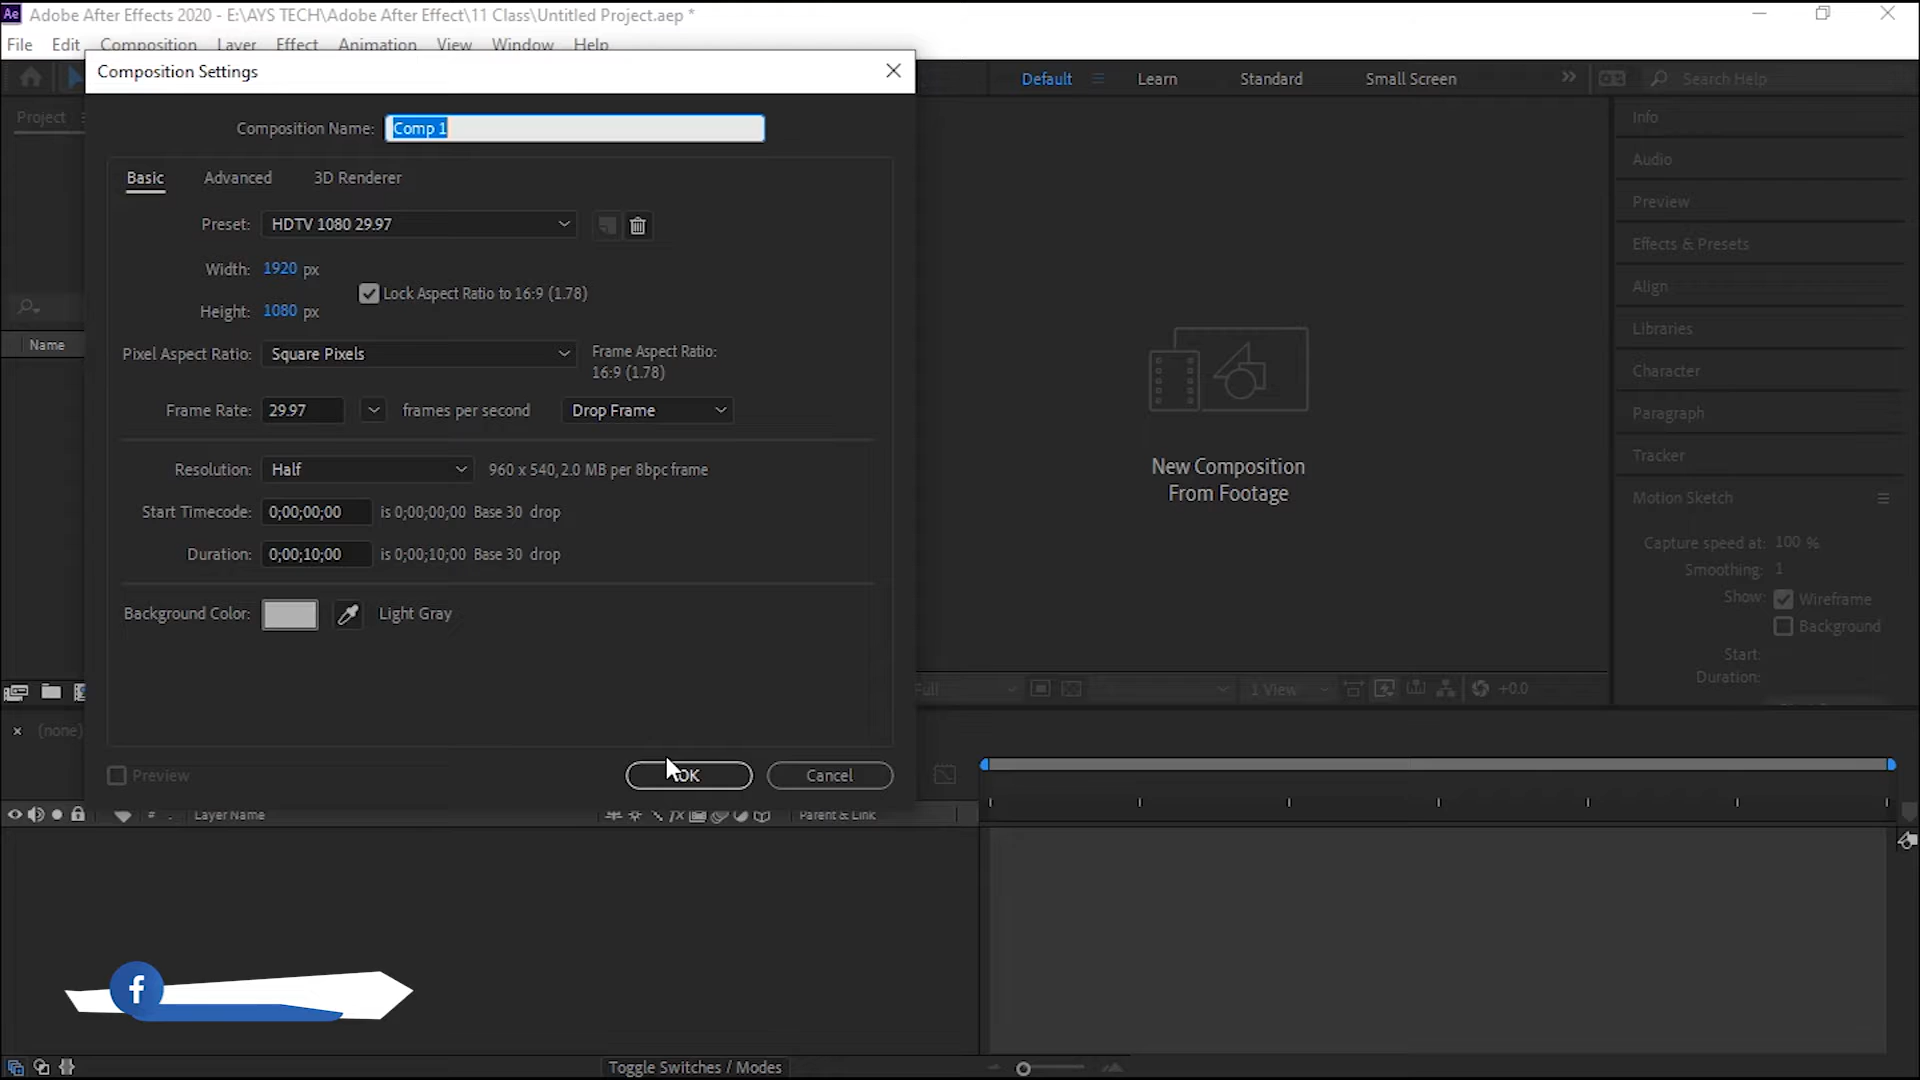 Ae Adobe After Effects 2020 - E:\AYS TECH\Adobe After Effect\11 Class\Untitled Project.aep *
File Edit Composition Layer Effect Animation View Window Help
Composition Settings
Default Learn Standard Small Screen Search Help
Project
Composition Name: Comp 1
Basic Advanced 3D Renderer
Preset: HDTV 1080 29.97
Width: 1920 px
Lock Aspect Ratio to 16:9 (1.78)
Height: 1080 px
Pixel Aspect Ratio: Square Pixels
Frame Aspect Ratio:
16:9 (1.78)
Frame Rate: 29.97 frames per second Drop Frame
Resolution: Half 960 x 540, 2.0 MB per 8bpc frame
Start Timecode: 0;00;00;00 is 0;00;00;00 Base 30 drop
Duration: 0;00;10;00 is 0;00;10;00 Base 30 drop
Background Color: Light Gray
Preview OK Cancel
Name
(none)
New Composition
From Footage
Full 1 View +0.0
Info
Audio
Preview
Effects & Presets
Align
Libraries
Character
Paragraph
Tracker
Motion Sketch
Capture speed at: 100 %
Smoothing: 1
Show: Wireframe
Background
Start:
Duration:
# . Layer Name fx Parent & Link
f
Toggle Switches / Modes